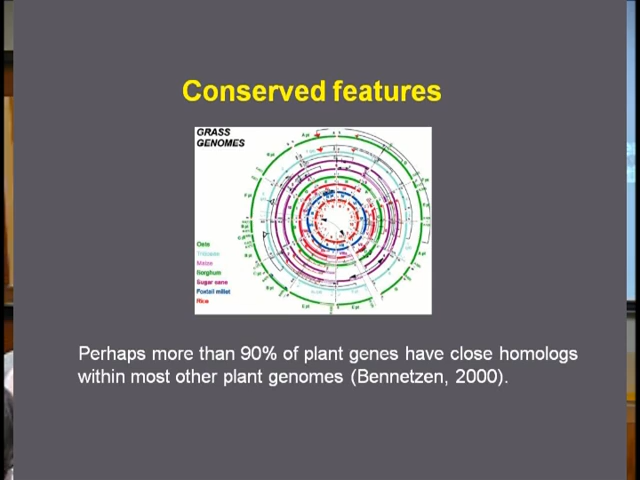 Conserved features
GRASS
GENOMES
Oats
Triticeae
Maize
Sorghum
Sugar cane
Foxtail millet
Rice
Perhaps more than 90% of plant genes have close homologs
within most other plant genomes (Bennetzen, 2000).